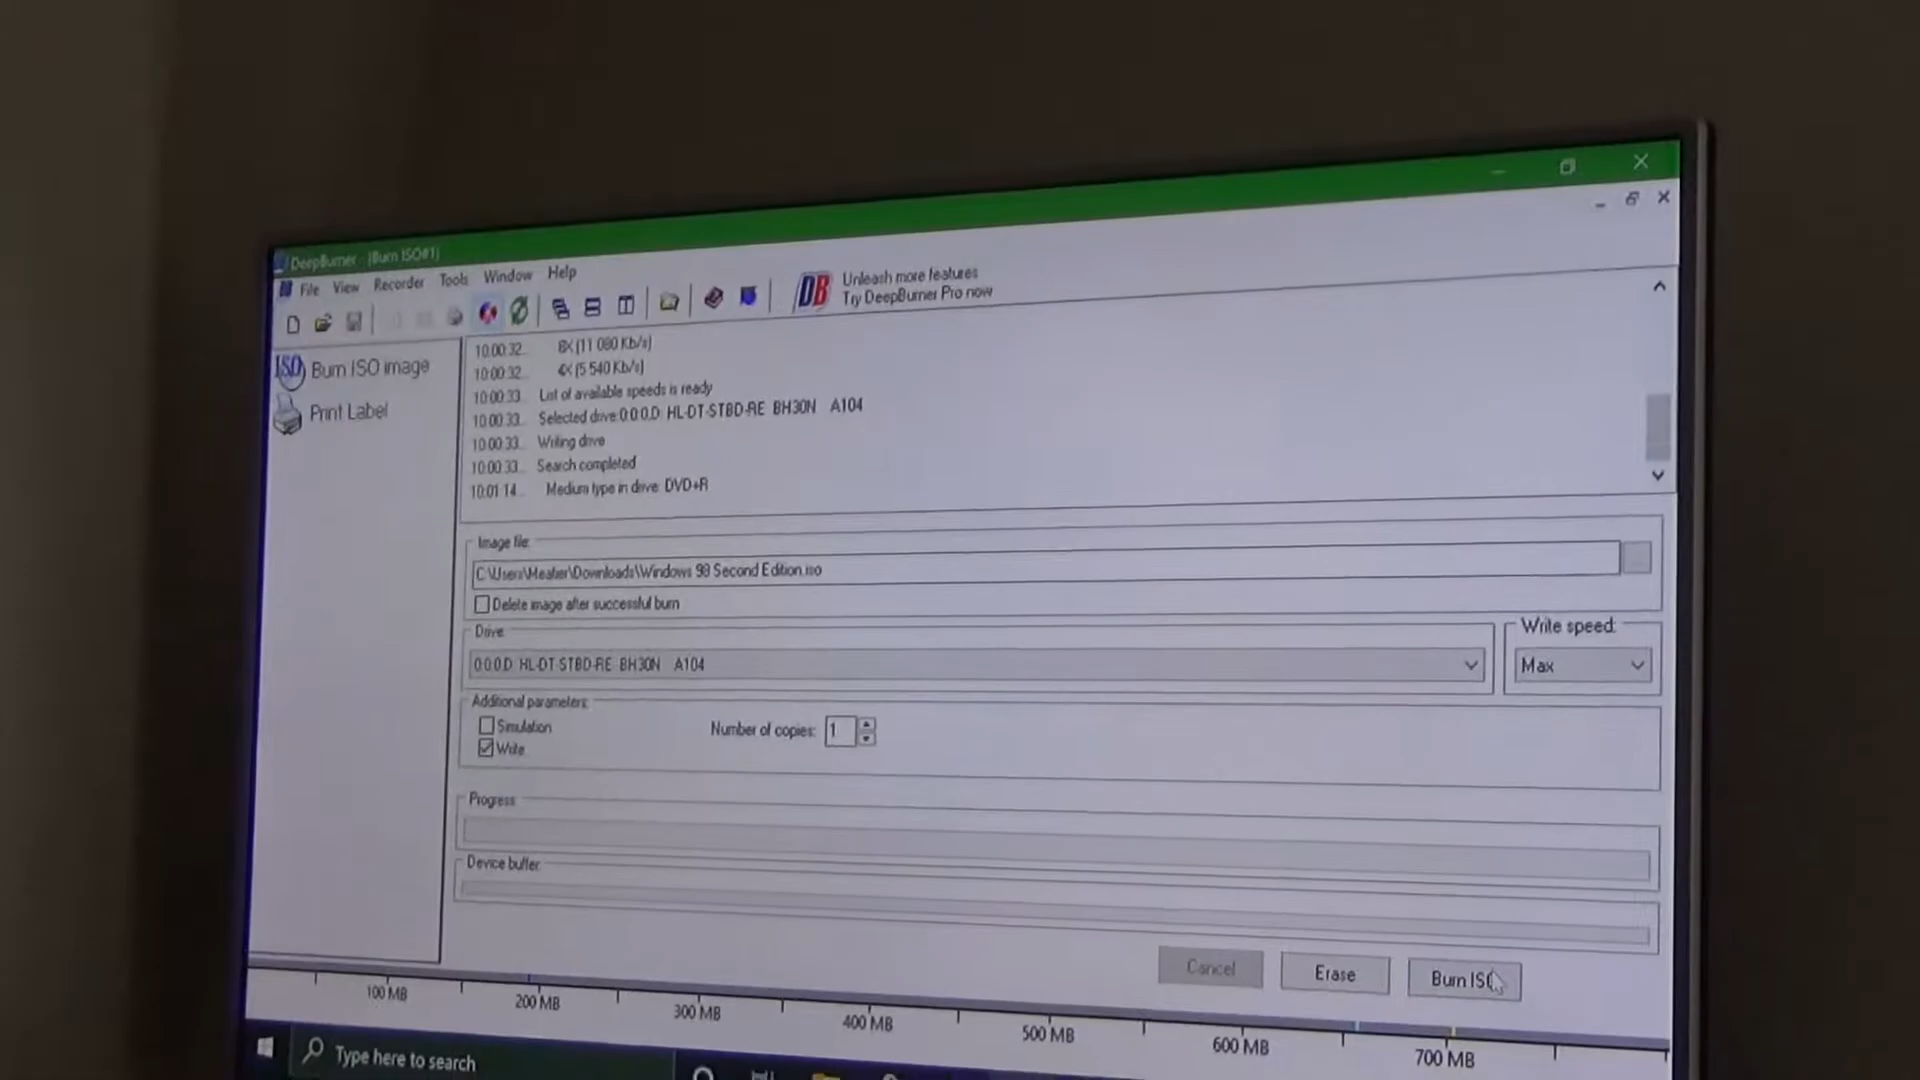 DeepBurner - [Burn ISO#1]
File View Recorder Tools Window Help
DB
Unleash more features
Try DeepBurner Pro now
ISO Burn ISO image
Print Label
10:00:32... 8X (11 080 Kb/s)
10:00:32... 4X (5 540 Kb/s)
10:00:33... List of available speeds is ready
10:00:33... Selected drive:0:0:0,D: HL-DT-STBD-RE BH30N A104
10:00:33... Writing drive
10:00:33... Search completed
10:01:14... Medium type in drive: DVD+R
Image file:
Windows 98 Second Edition.iso
Delete image after successful burn
Drive:
0:0:0,D: HL-DT-STBD-RE BH30N A104
Write speed:
Max
Additional parameters:
Simulation
Write
Number of copies: 1
Progress:
Device buffer:
Cancel Erase Burn ISO
100 MB 200 MB 300 MB 400 MB 500 MB 600 MB 700 MB
Type here to search